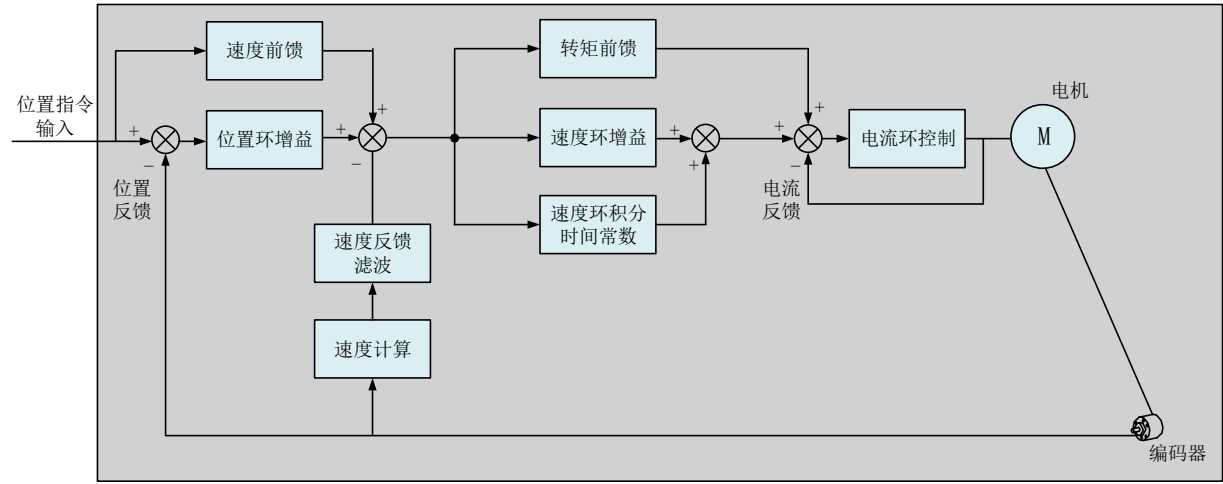 位置指令
输入
+
−
位置
反馈
速度前馈
位置环增益
+
+
−
速度反馈
滤波
速度计算
转矩前馈
速度环增益
速度环积分
时间常数
+
+
+
+
−
电流
反馈
电流环控制
电机
M
编码器